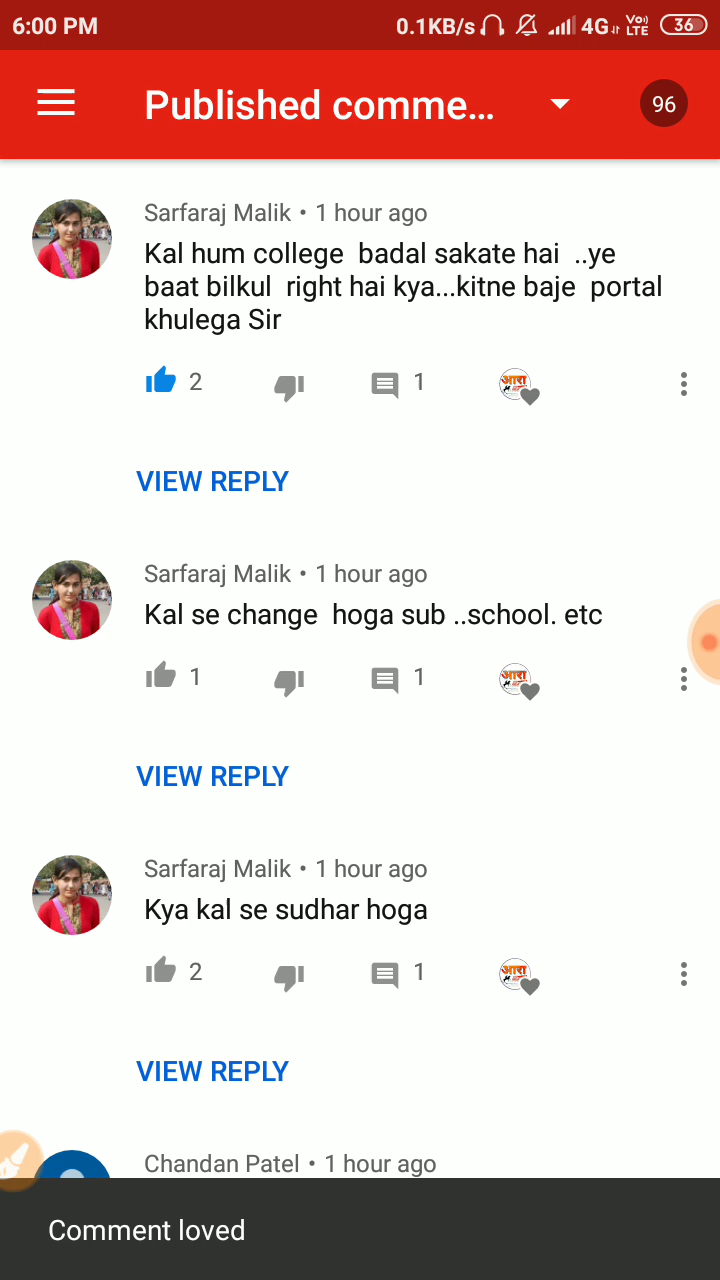 6:00 PM
0.1KB/s 4G Vo) LTE 36
Published comme... 96
Sarfaraj Malik • 1 hour ago
Kal hum college  badal sakate hai  ..ye
baat bilkul  right hai kya...kitne baje  portal
khulega Sir
2 1 आरा
VIEW REPLY
Sarfaraj Malik • 1 hour ago
Kal se change  hoga sub ..school. etc
1 1 आरा
VIEW REPLY
Sarfaraj Malik • 1 hour ago
Kya kal se sudhar hoga
2 1 आरा
VIEW REPLY
Chandan Patel • 1 hour ago
Comment loved